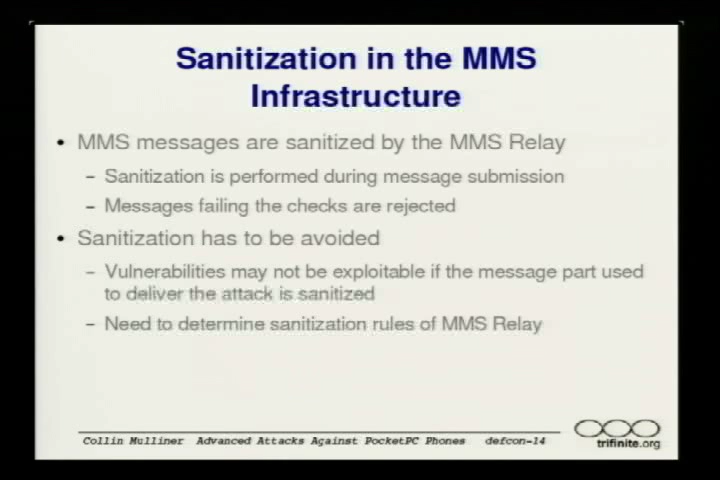 Sanitization in the MMS
Infrastructure
• MMS messages are sanitized by the MMS Relay
– Sanitization is performed during message submission
– Messages failing the checks are rejected
• Sanitization has to be avoided
– Vulnerabilities may not be exploitable if the message part used
to deliver the attack is sanitized
– Need to determine sanitization rules of MMS Relay
Collin Mulliner Advanced Attacks Against PocketPC Phones defcon-14
trifinite.org